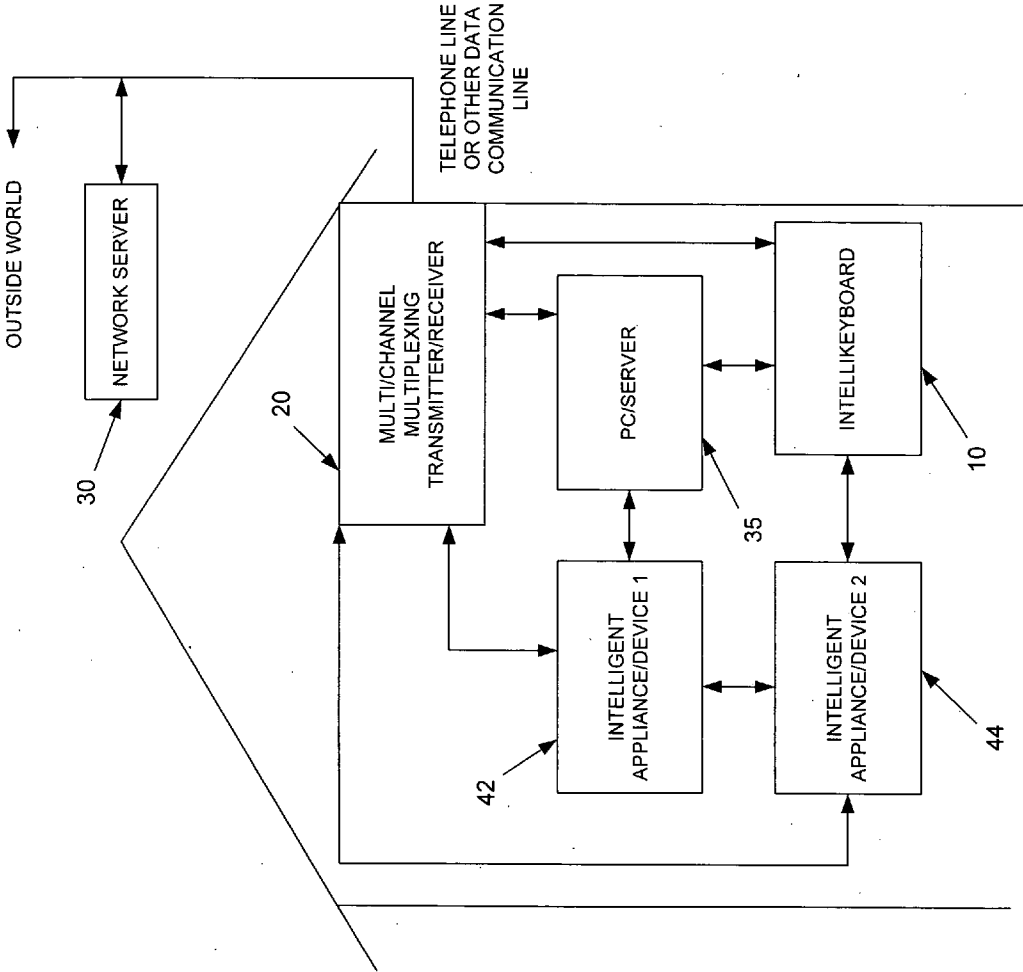 OUTSIDE WORLD
NETWORK SERVER
30
TELEPHONE LINE
OR OTHER DATA
COMMUNICATION
LINE
20
MULTI/CHANNEL
MULTIPLEXING
TRANSMITTER/RECEIVER
PC/SERVER
35
INTELLIKEYBOARD
10
INTELLIGENT
APPLIANCE/DEVICE 1
42
INTELLIGENT
APPLIANCE/DEVICE 2
44